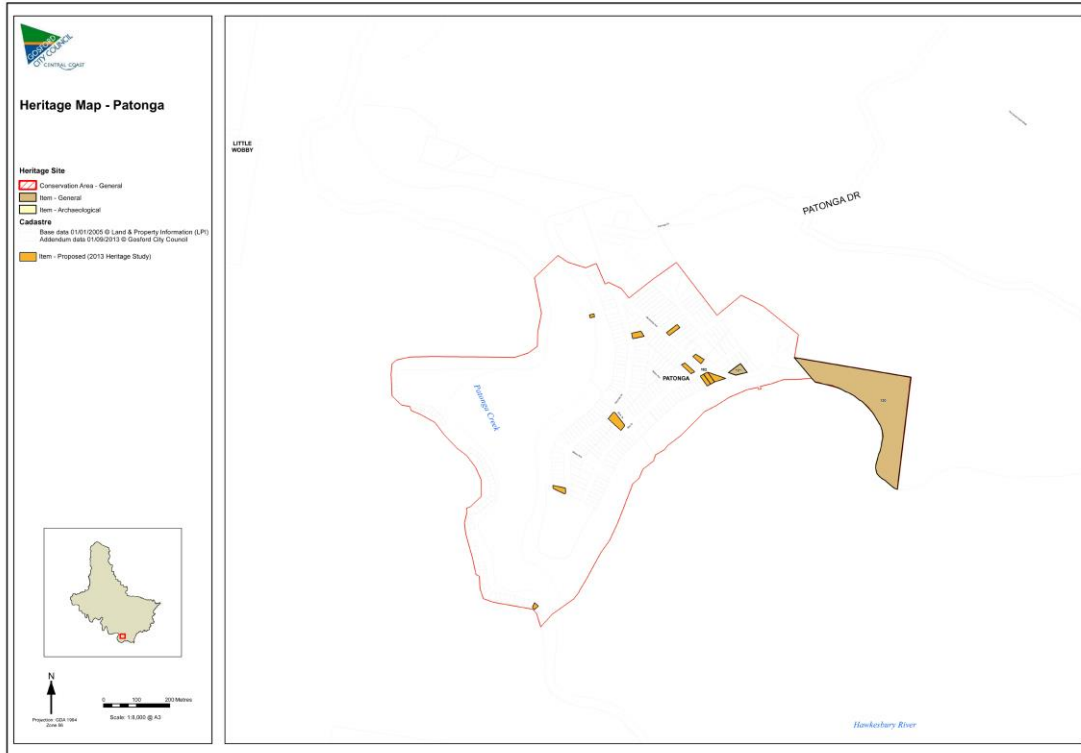 GOSFORD
CITY COUNCIL
CENTRAL COAST
Heritage Map - Patonga
Heritage Site
Conservation Area - General
Item - General
Item - Archaeological
Cadastre
Base data 01/01/2005 © Land & Property Information (LPI)
Addendum data 01/09/2013 © Gosford City Council
Item - Proposed (2013 Heritage Study)
N
0 100 200 Metres
Scale: 1:8,000 @ A3
LITTLE
WOBBY
PATONGA DR
PATONGA
Patonga Creek
Hawkesbury River